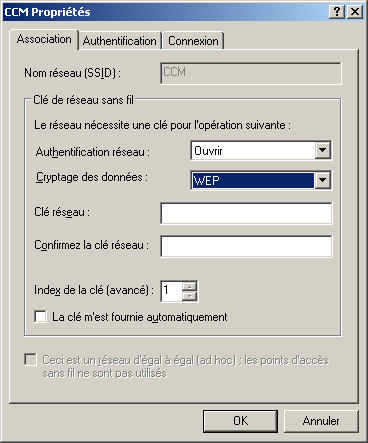 CCM Propriétés
Association Authentification Connexion
Nom réseau (SSID) : CCM
Clé de réseau sans fil
Le réseau nécessite une clé pour l'opération suivante :
Authentification réseau : Ouvrir
Cryptage des données : WEP
Clé réseau :
Confirmez la clé réseau :
Index de la clé (avancé) : 1
La clé m'est fournie automatiquement
Ceci est un réseau d'égal à égal (ad hoc) ; les points d'accès
sans fil ne sont pas utilisés
OK Annuler